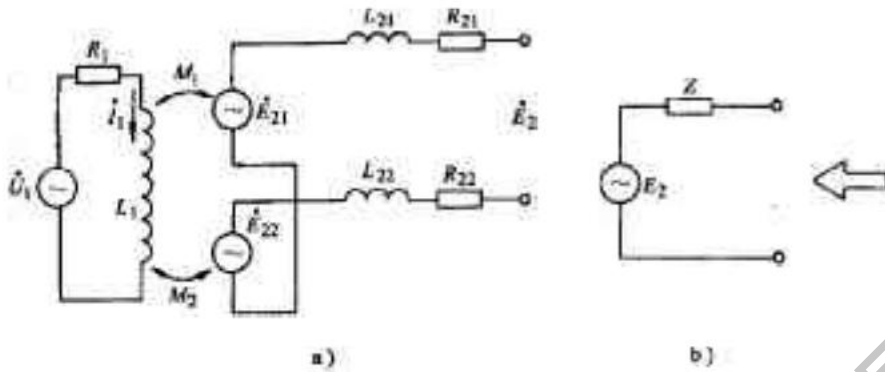 L21 R21
R1 M1
İ1 Ė21 Ė2 Z
L22 R22
U̇1 L1 Ė22 E2
M2
a) b)